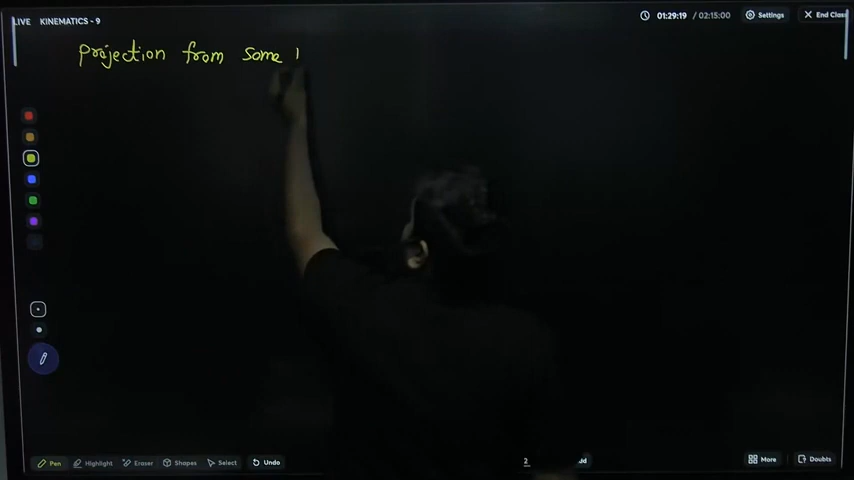 LIVE KINEMATICS - 9
01:29:19 / 02:15:00
Settings
End Class
Projection from some
Pen
Highlight
Eraser
Shapes
Select
Undo
2
More
Doubts